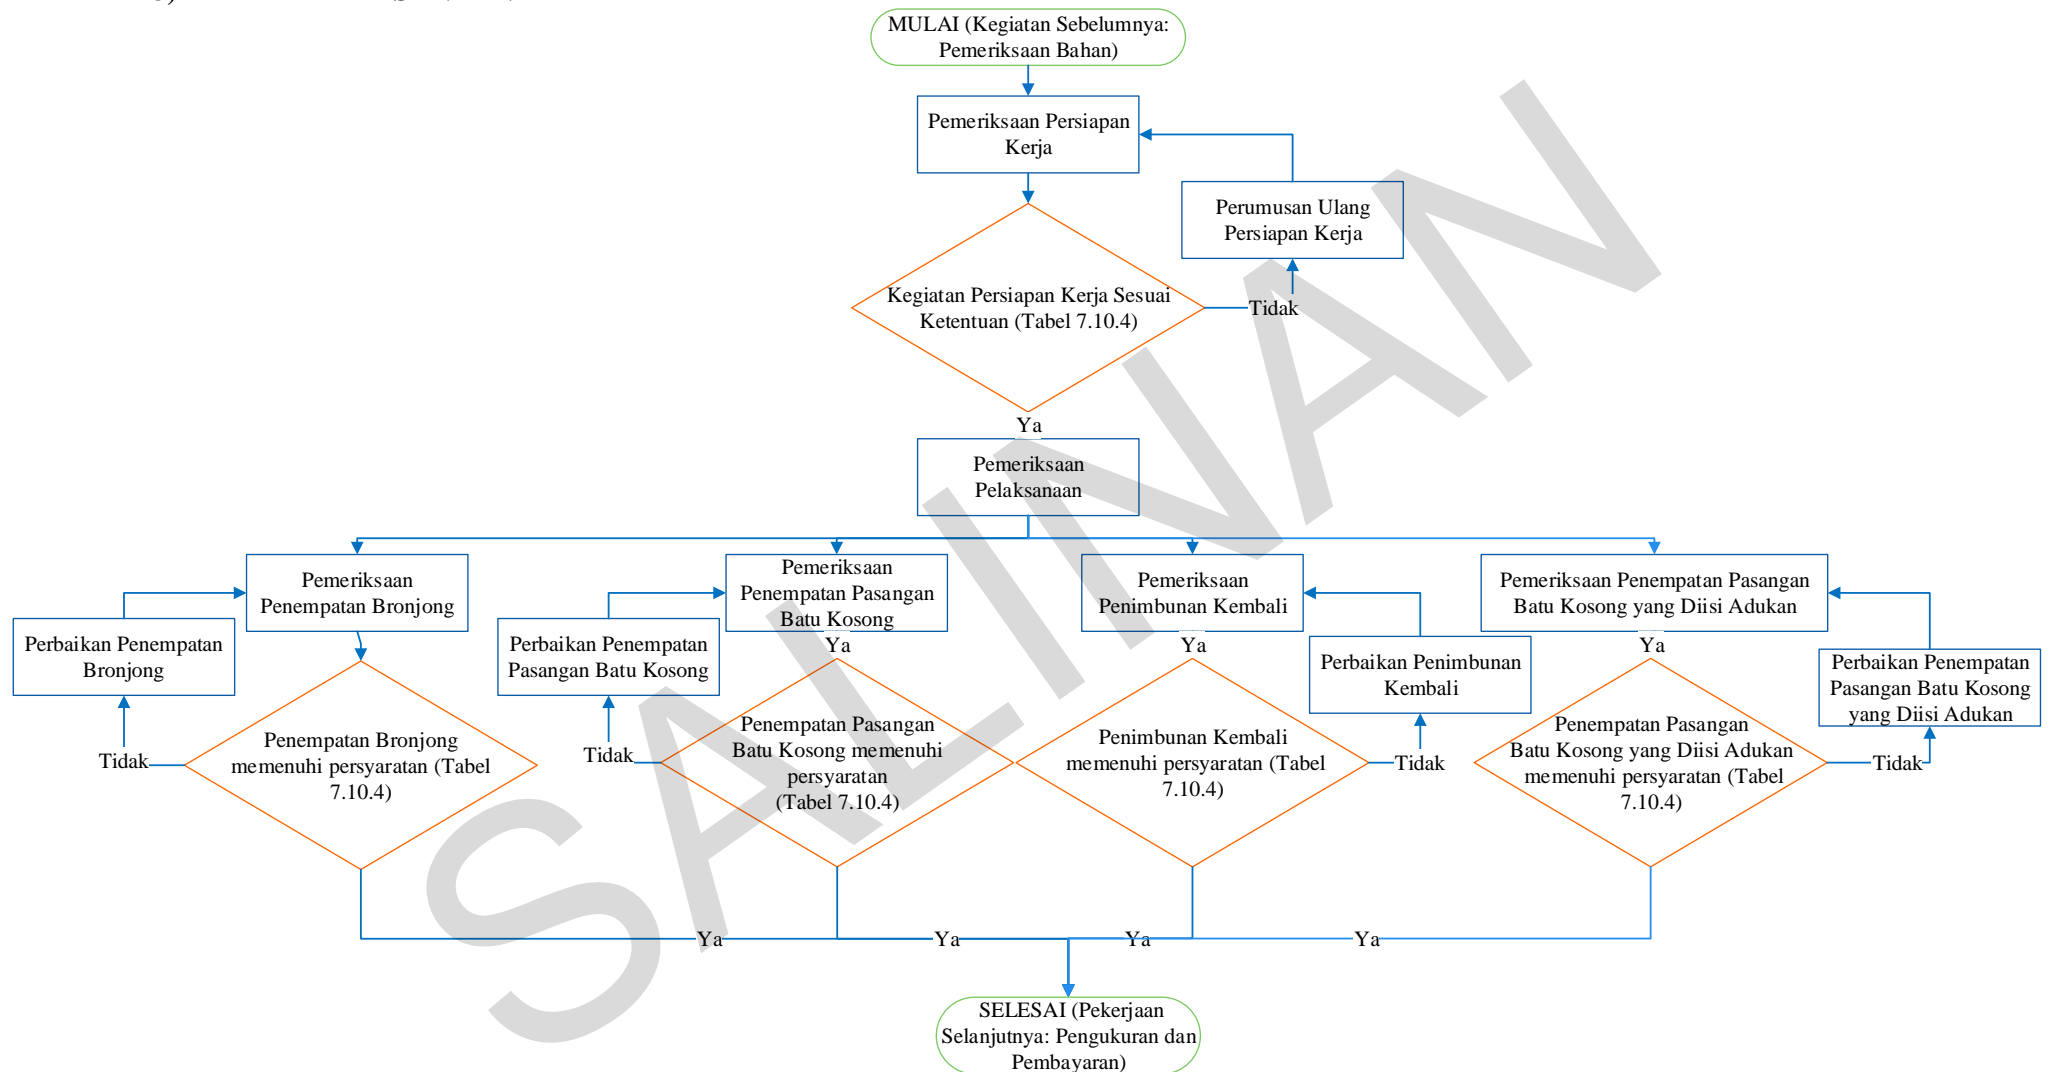 MULAI (Kegiatan Sebelumnya:
Pemeriksaan Bahan)
Pemeriksaan Persiapan
Kerja
Perumusan Ulang
Persiapan Kerja
Kegiatan Persiapan Kerja Sesuai
Ketentuan (Tabel 7.10.4)
Tidak
Ya
Pemeriksaan
Pelaksanaan
Pemeriksaan
Penempatan Bronjong
Pemeriksaan
Penempatan Pasangan
Batu Kosong
Pemeriksaan
Penimbunan Kembali
Pemeriksaan Penempatan Pasangan
Batu Kosong yang Diisi Adukan
Perbaikan Penempatan
Bronjong
Perbaikan Penempatan
Pasangan Batu Kosong
Ya
Ya
Perbaikan Penimbunan
Kembali
Ya
Perbaikan Penempatan
Pasangan Batu Kosong
yang Diisi Adukan
Tidak
Penempatan Bronjong
memenuhi persyaratan (Tabel
7.10.4)
Tidak
Penempatan Pasangan
Batu Kosong memenuhi
persyaratan
(Tabel 7.10.4)
Penimbunan Kembali
memenuhi persyaratan (Tabel
7.10.4)
Tidak
Penempatan Pasangan
Batu Kosong yang Diisi Adukan
memenuhi persyaratan (Tabel
7.10.4)
Tidak
Ya
Ya
Ya
Ya
SELESAI (Pekerjaan
Selanjutnya: Pengukuran dan
Pembayaran)
SALINAN